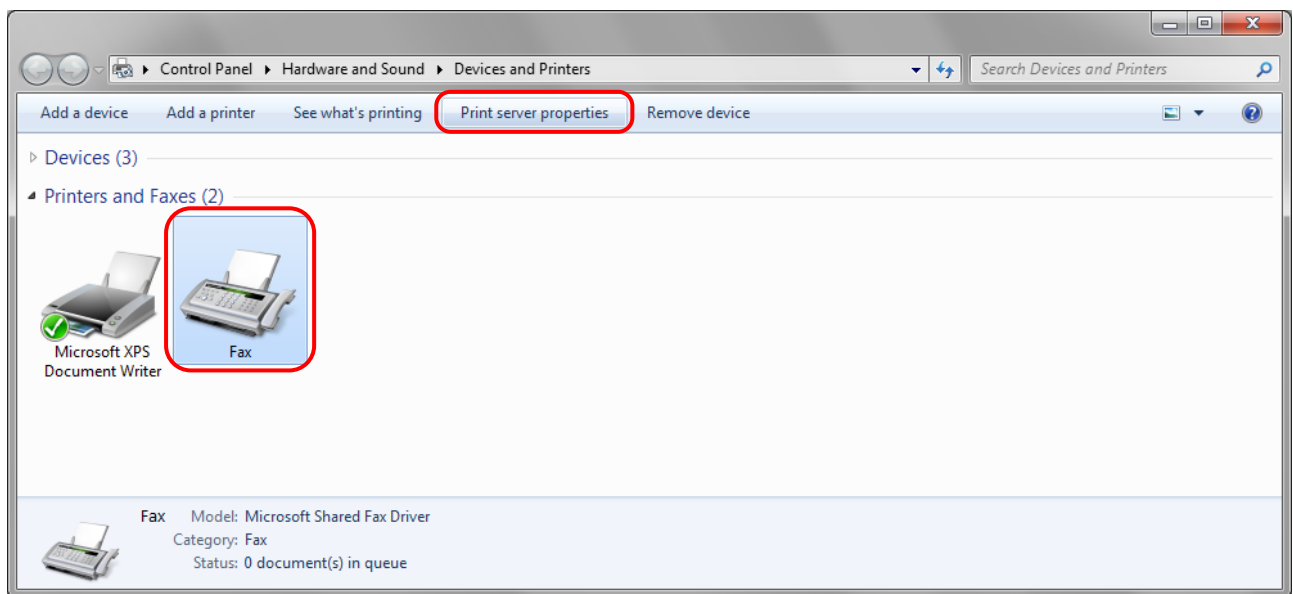 Control Panel Hardware and Sound Devices and Printers Search Devices and Printers
Add a device Add a printer See what's printing Print server properties Remove device
Devices (3)
Printers and Faxes (2)
Microsoft XPS
Document Writer
Fax
Fax Model: Microsoft Shared Fax Driver
Category: Fax
Status: 0 document(s) in queue